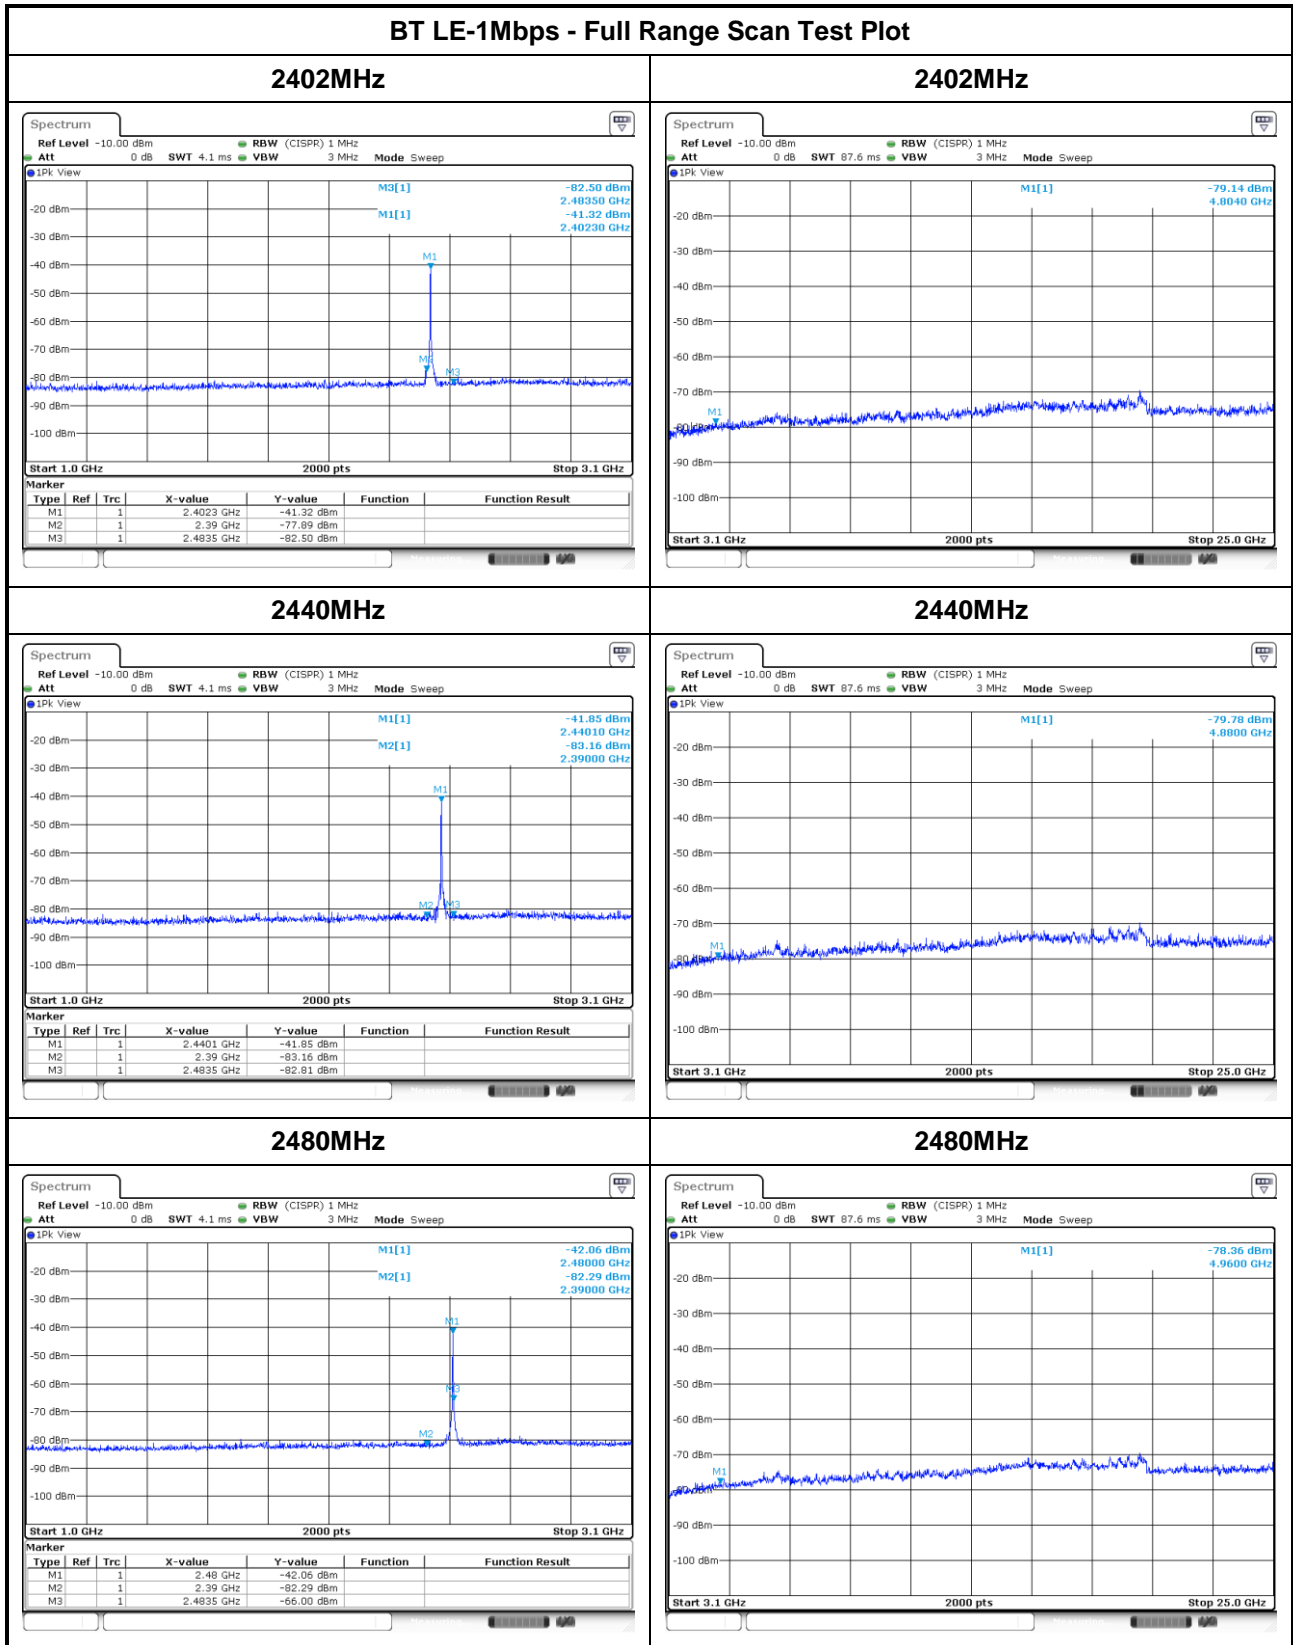 BT LE-1Mbps - Full Range Scan Test Plot
2402MHz
2402MHz
Spectrum
Ref Level -10.00 dBm RBW (CISPR) 1 MHz
Att 0 dB SWT 4.1 ms VBW 3 MHz Mode Sweep
1Pk View
M3[1] -82.50 dBm
2.48350 GHz
M1[1] -41.32 dBm
2.40230 GHz
-20 dBm
-30 dBm
-40 dBm
-50 dBm
-60 dBm
-70 dBm
-80 dBm
-90 dBm
-100 dBm
M1
M3
Start 1.0 GHz 2000 pts Stop 3.1 GHz
Marker
Type Ref Trc X-value Y-value Function Function Result
M1 1 2.4023 GHz -41.32 dBm
M2 1 2.39 GHz -77.89 dBm
M3 1 2.4835 GHz -82.50 dBm
Spectrum
Ref Level -10.00 dBm RBW (CISPR) 1 MHz
Att 0 dB SWT 87.6 ms VBW 3 MHz Mode Sweep
1Pk View
M1[1] -79.14 dBm
4.8040 GHz
-20 dBm
-30 dBm
-40 dBm
-50 dBm
-60 dBm
-70 dBm
M1
-80 dBm
-90 dBm
-100 dBm
Start 3.1 GHz 2000 pts Stop 25.0 GHz
2440MHz
2440MHz
Spectrum
Ref Level -10.00 dBm RBW (CISPR) 1 MHz
Att 0 dB SWT 4.1 ms VBW 3 MHz Mode Sweep
1Pk View
M1[1] -41.85 dBm
2.44010 GHz
M2[1] -83.16 dBm
2.39000 GHz
-20 dBm
-30 dBm
-40 dBm
-50 dBm
-60 dBm
-70 dBm
-80 dBm
-90 dBm
-100 dBm
M1
M2 M3
Start 1.0 GHz 2000 pts Stop 3.1 GHz
Marker
Type Ref Trc X-value Y-value Function Function Result
M1 1 2.4401 GHz -41.85 dBm
M2 1 2.39 GHz -83.16 dBm
M3 1 2.4835 GHz -82.81 dBm
Spectrum
Ref Level -10.00 dBm RBW (CISPR) 1 MHz
Att 0 dB SWT 87.6 ms VBW 3 MHz Mode Sweep
1Pk View
M1[1] -79.78 dBm
4.8800 GHz
-20 dBm
-30 dBm
-40 dBm
-50 dBm
-60 dBm
-70 dBm
M1
-80 dBm
-90 dBm
-100 dBm
Start 3.1 GHz 2000 pts Stop 25.0 GHz
2480MHz
2480MHz
Spectrum
Ref Level -10.00 dBm RBW (CISPR) 1 MHz
Att 0 dB SWT 4.1 ms VBW 3 MHz Mode Sweep
1Pk View
M1[1] -42.06 dBm
2.48000 GHz
M2[1] -82.29 dBm
2.39000 GHz
-20 dBm
-30 dBm
-40 dBm
-50 dBm
-60 dBm
-70 dBm
-80 dBm
-90 dBm
-100 dBm
M1
M3
M2
Start 1.0 GHz 2000 pts Stop 3.1 GHz
Marker
Type Ref Trc X-value Y-value Function Function Result
M1 1 2.48 GHz -42.06 dBm
M2 1 2.39 GHz -82.29 dBm
M3 1 2.4835 GHz -66.00 dBm
Spectrum
Ref Level -10.00 dBm RBW (CISPR) 1 MHz
Att 0 dB SWT 87.6 ms VBW 3 MHz Mode Sweep
1Pk View
M1[1] -78.36 dBm
4.9600 GHz
-20 dBm
-30 dBm
-40 dBm
-50 dBm
-60 dBm
-70 dBm
M1
-80 dBm
-90 dBm
-100 dBm
Start 3.1 GHz 2000 pts Stop 25.0 GHz